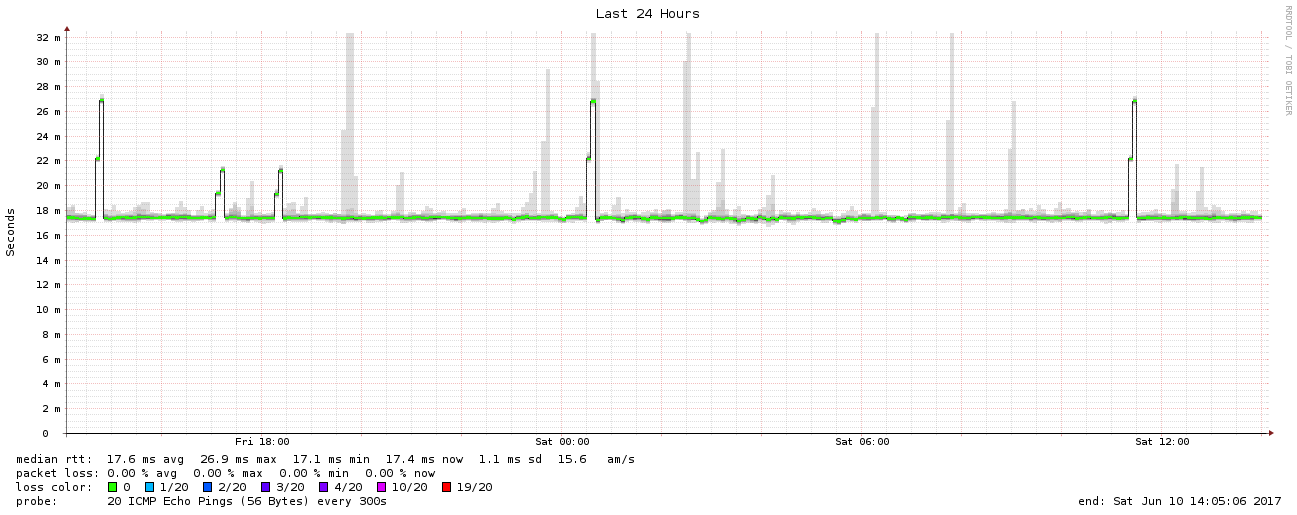 Last 24 Hours
RRDTOOL / TOBI OETIKER
Seconds
32 m
30 m
28 m
26 m
24 m
22 m
20 m
18 m
16 m
14 m
12 m
10 m
8 m
6 m
4 m
2 m
0
Fri 18:00 Sat 00:00 Sat 06:00 Sat 12:00
median rtt: 17.6 ms avg 26.9 ms max 17.1 ms min 17.4 ms now 1.1 ms sd 15.6 am/s
packet loss: 0.00 % avg 0.00 % max 0.00 % min 0.00 % now
loss color: 0 1/20 2/20 3/20 4/20 10/20 19/20
probe: 20 ICMP Echo Pings (56 Bytes) every 300s end: Sat Jun 10 14:05:06 2017